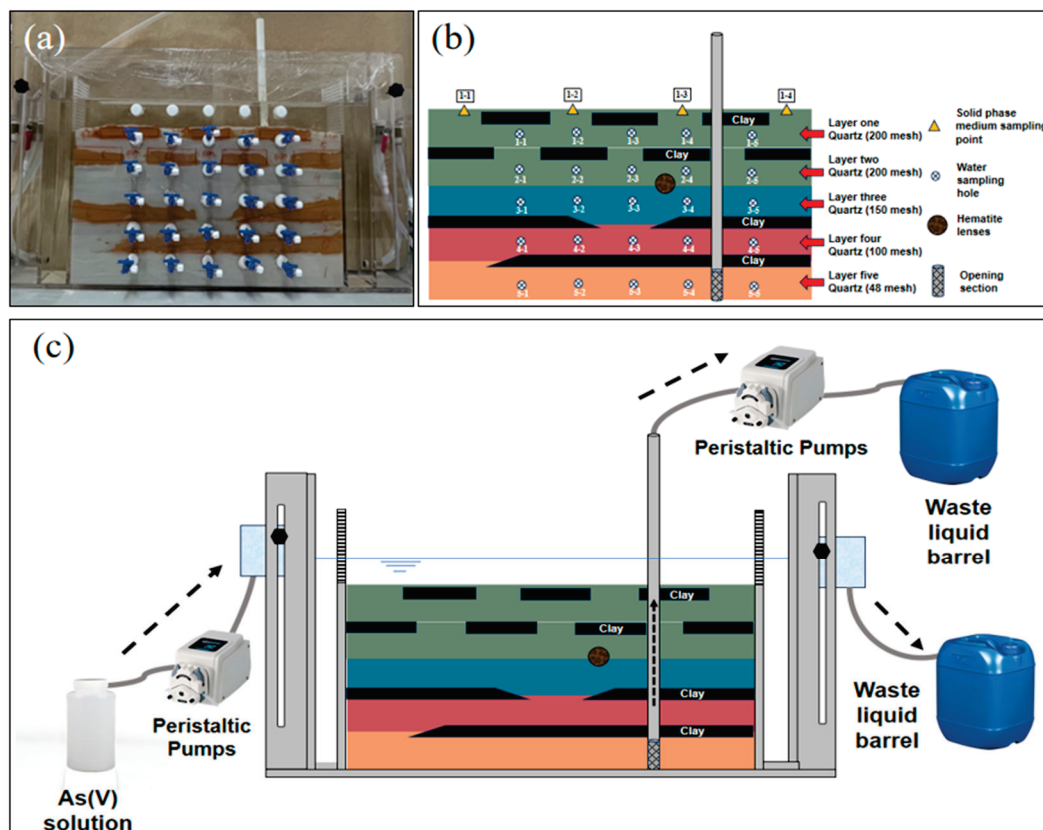 (a)
(b)
1-1
1-2
1-3
1-4
Clay
1-1
1-2
1-3
1-4
1-5
Clay
2-1
2-2
2-3
2-4
2-5
3-1
3-2
3-3
3-4
3-5
Clay
4-1
4-2
4-3
4-4
4-5
Clay
5-1
5-2
5-3
5-4
5-5
Layer one
Quartz (200 mesh)
Layer two
Quartz (200 mesh)
Layer three
Quartz (150 mesh)
Layer four
Quartz (100 mesh)
Layer five
Quartz (48 mesh)
Solid phase
medium sampling
point
Water
sampling
hole
Hematite
lenses
Opening
section
(c)
Peristaltic Pumps
Waste
liquid
barrel
Clay
Clay
Clay
Clay
Peristaltic
Pumps
As(V)
solution
Waste
liquid
barrel